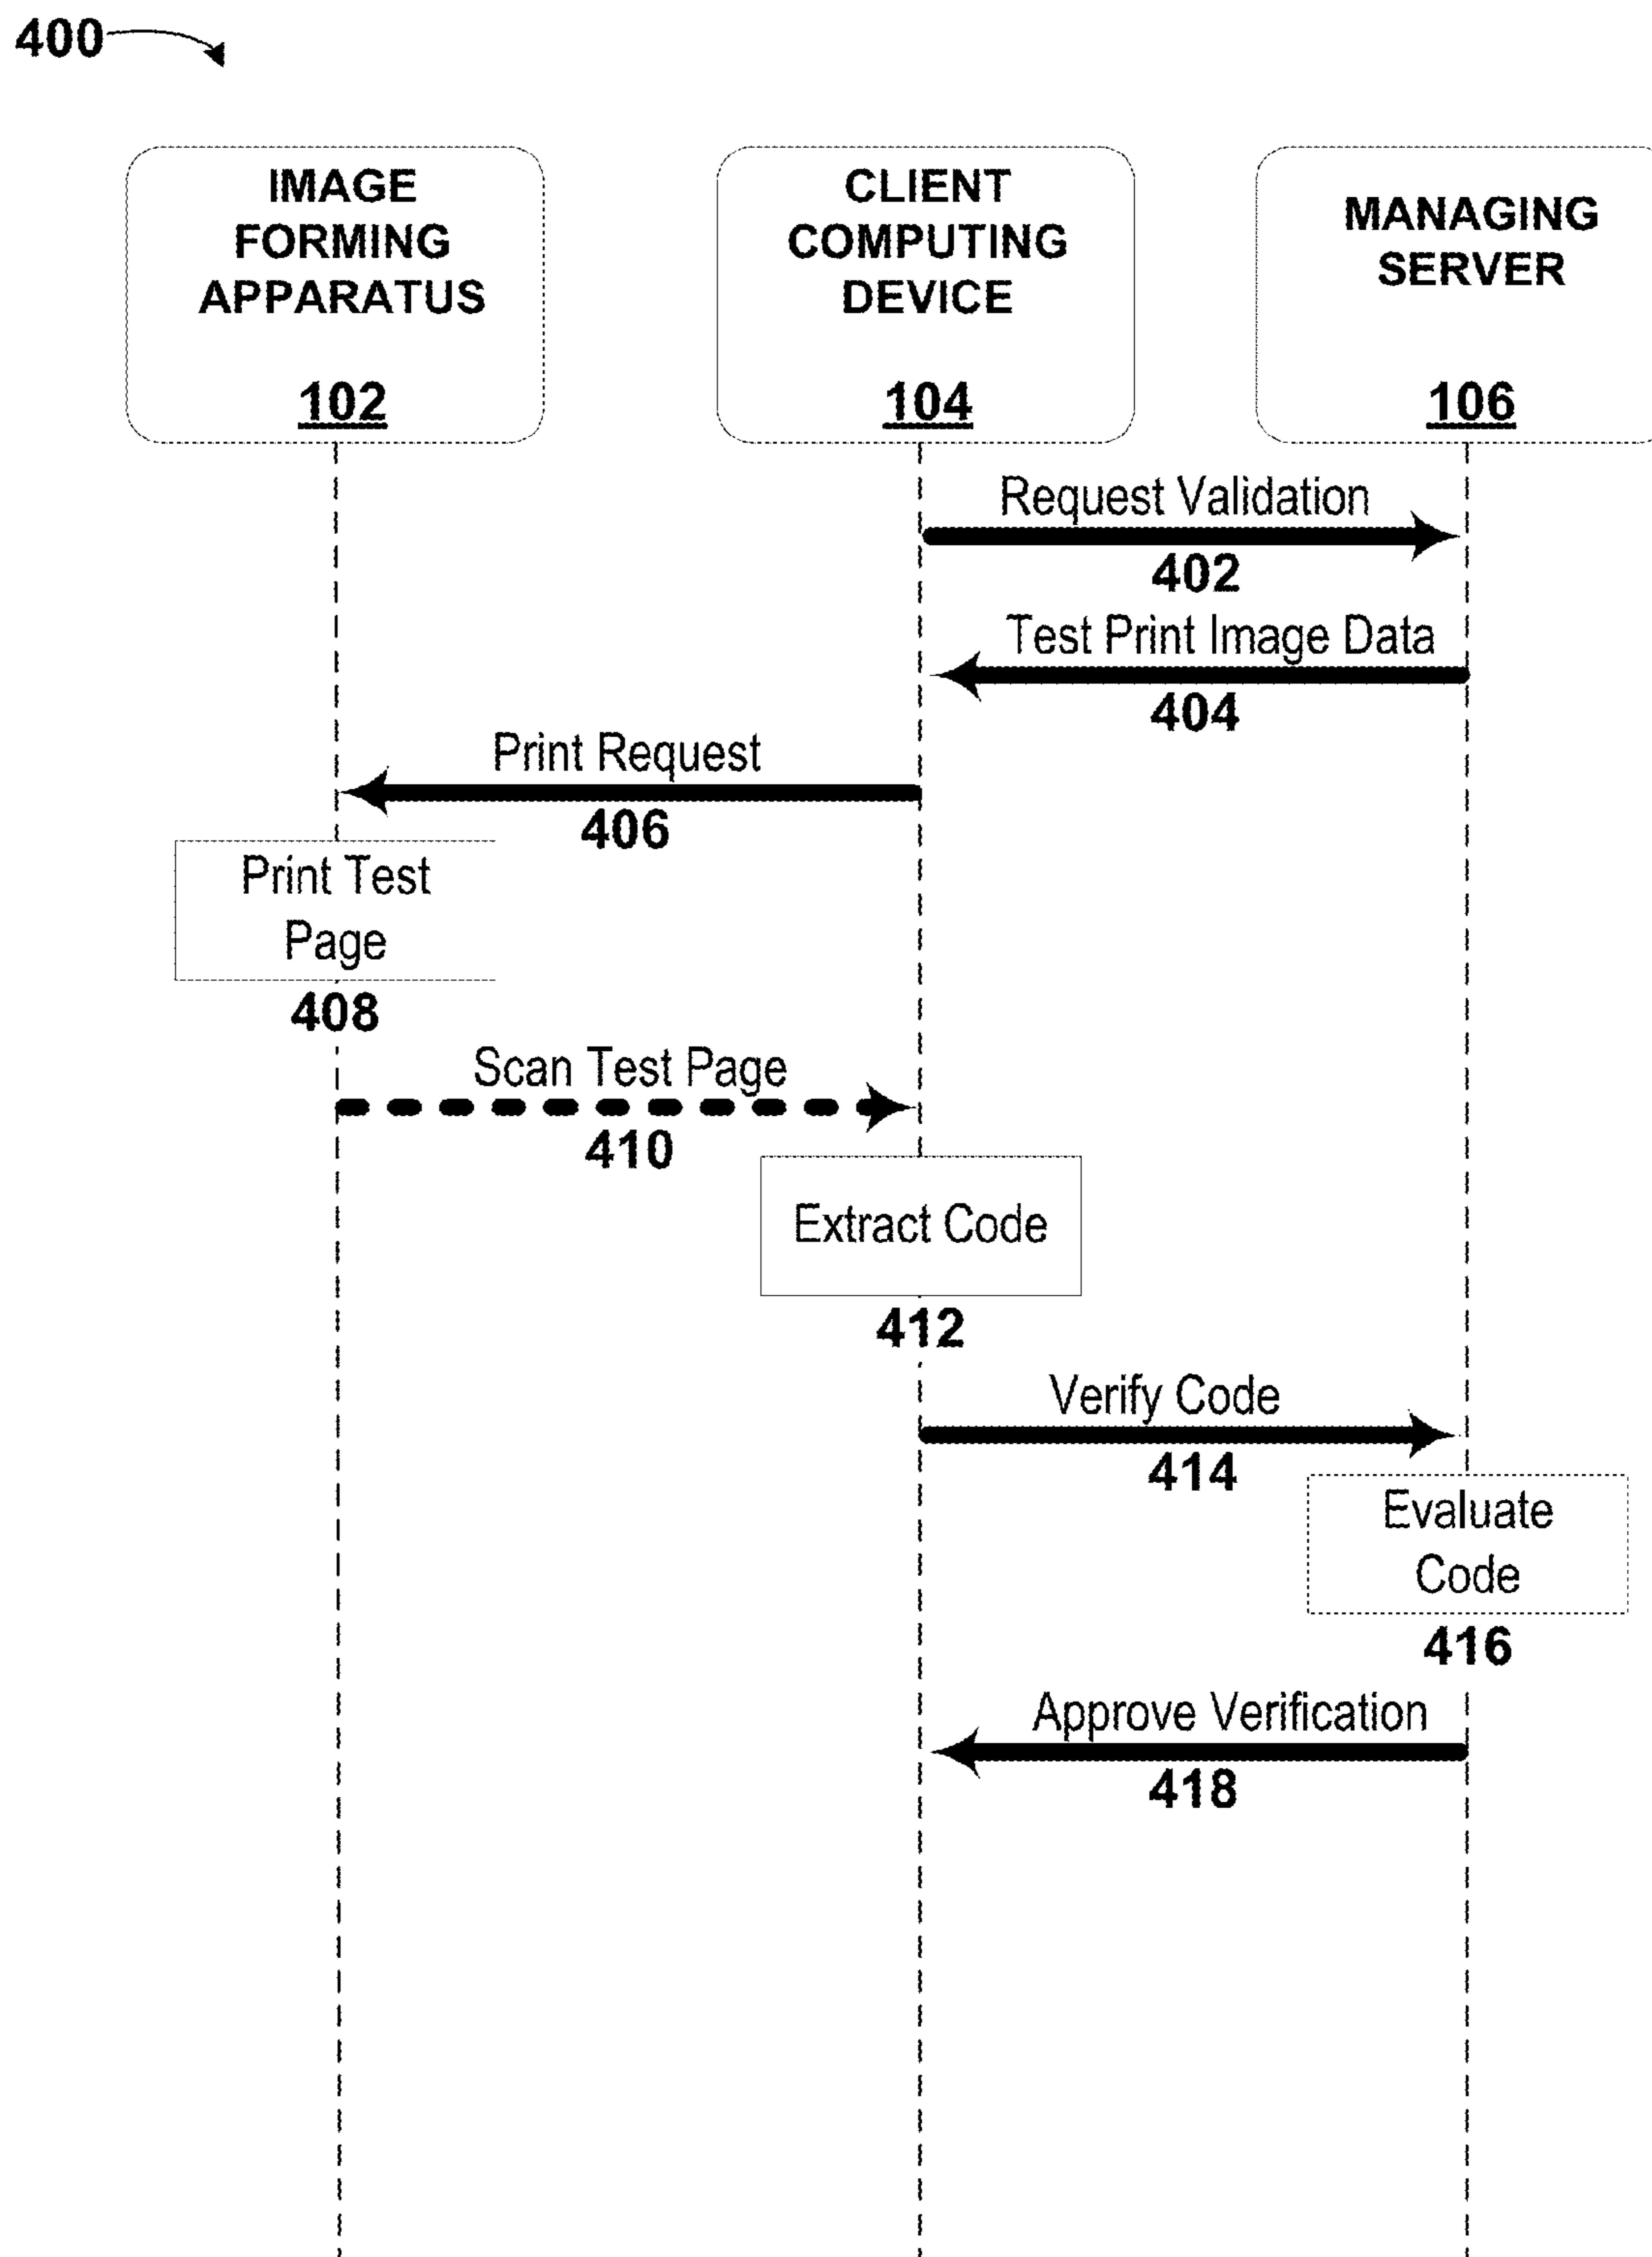 400
IMAGE
FORMING
APPARATUS
102
CLIENT
COMPUTING
DEVICE
104
MANAGING
SERVER
106
Request Validation
402
Test Print Image Data
404
Print Request
406
Print Test
Page
408
Scan Test Page
410
Extract Code
412
Verify Code
414
Evaluate
Code
416
Approve Verification
418